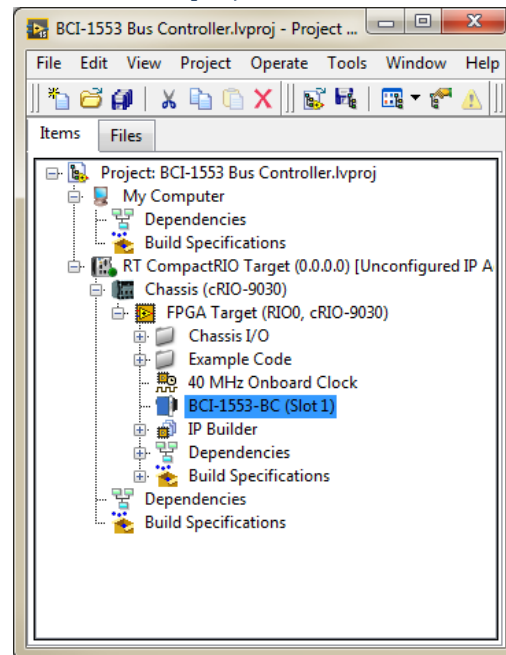 BCI-1553 Bus Controller.lvproj - Project ...
File Edit View Project Operate Tools Window Help
Items Files
Project: BCI-1553 Bus Controller.lvproj
My Computer
Dependencies
Build Specifications
RT CompactRIO Target (0.0.0.0) [Unconfigured IP A
Chassis (cRIO-9030)
FPGA Target (RIO0, cRIO-9030)
Chassis I/O
Example Code
40 MHz Onboard Clock
BCI-1553-BC (Slot 1)
IP Builder
Dependencies
Build Specifications
Dependencies
Build Specifications